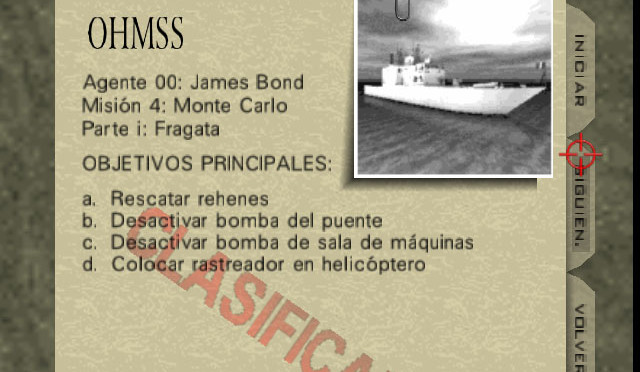 OHMSS
Agente 00: James Bond
Misión 4: Monte Carlo
Parte i: Fragata
OBJETIVOS PRINCIPALES:
a. Rescatar rehenes
b. Desactivar bomba del puente
c. Desactivar bomba de sala de máquinas
d. Colocar rastreador en helicóptero
CLASIFICA
INICIAR
SIGUIEN.
VOLVER